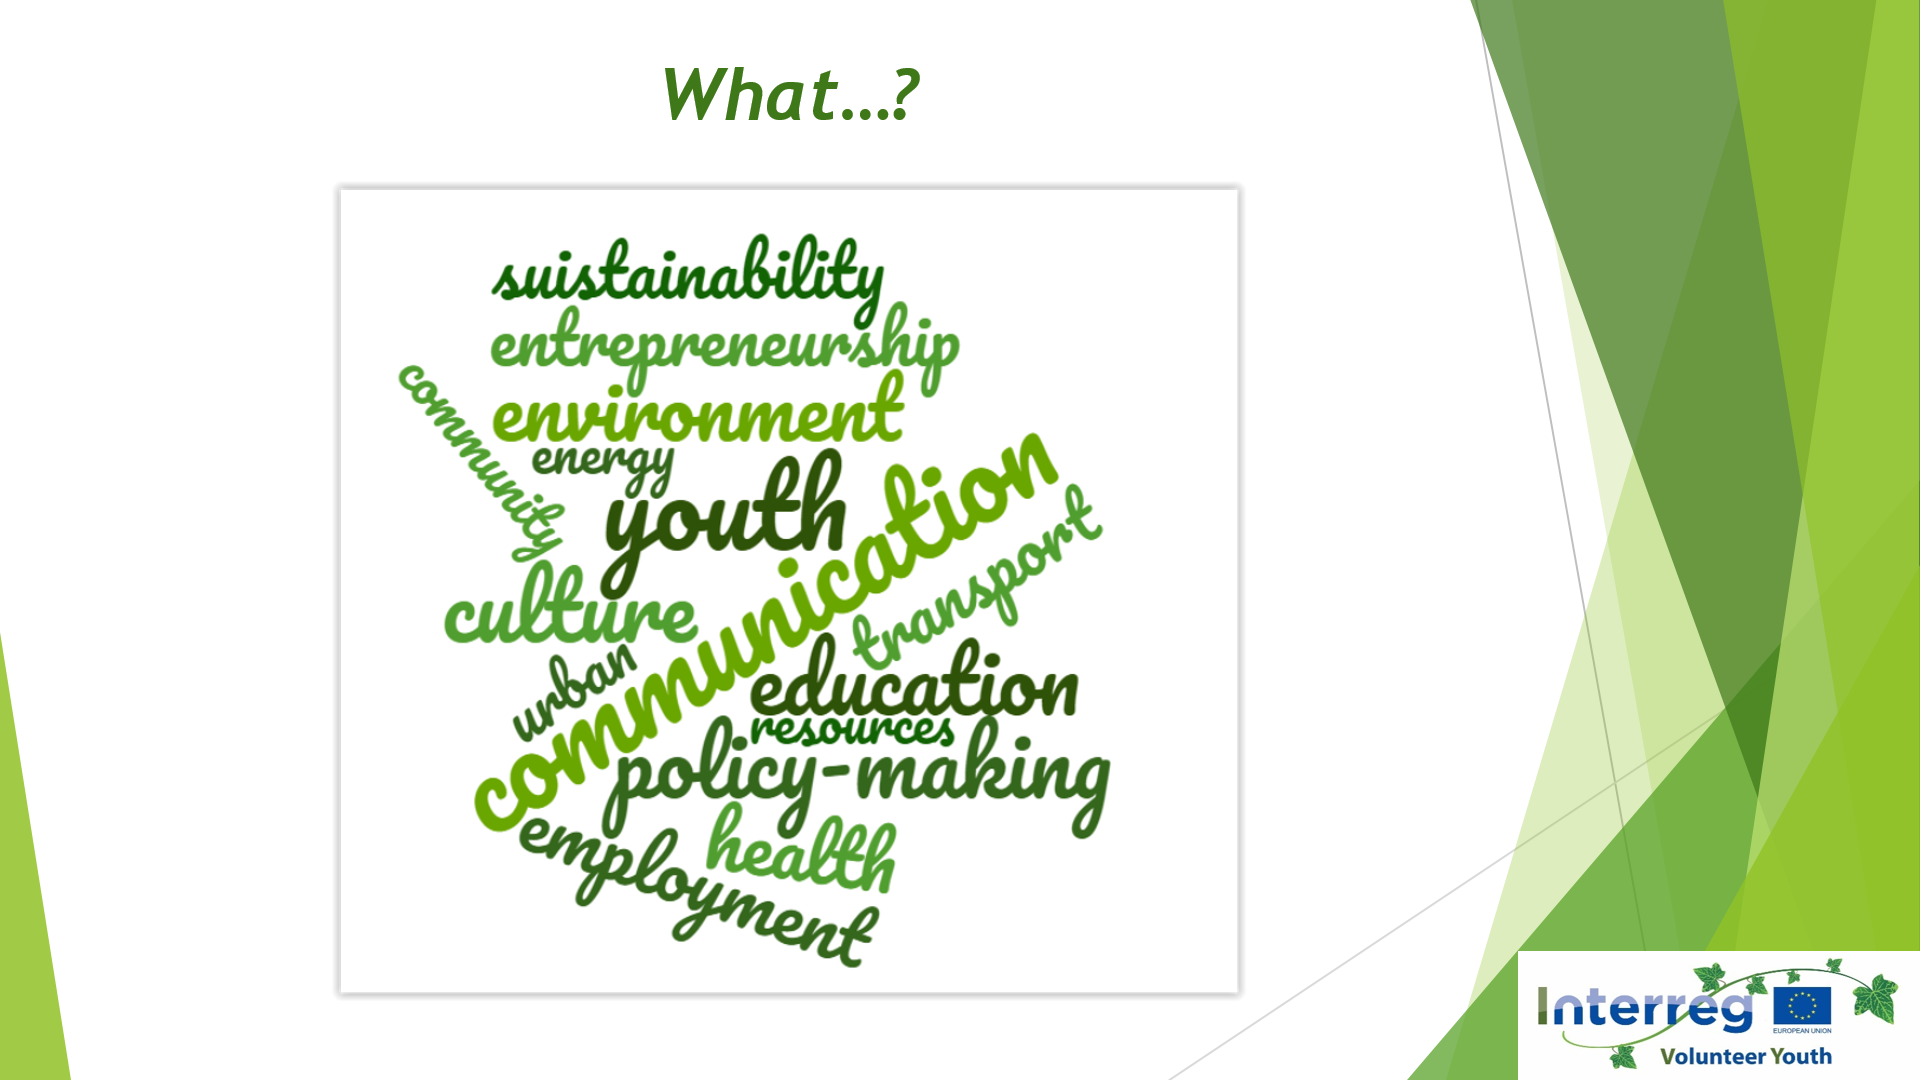 What...?
suistainability
entrepreneurship
environment
community
energy
youth
communication
transport
culture
urban
education
resources
policy-making
health
employment
Interreg
EUROPEAN UNION
Volunteer Youth